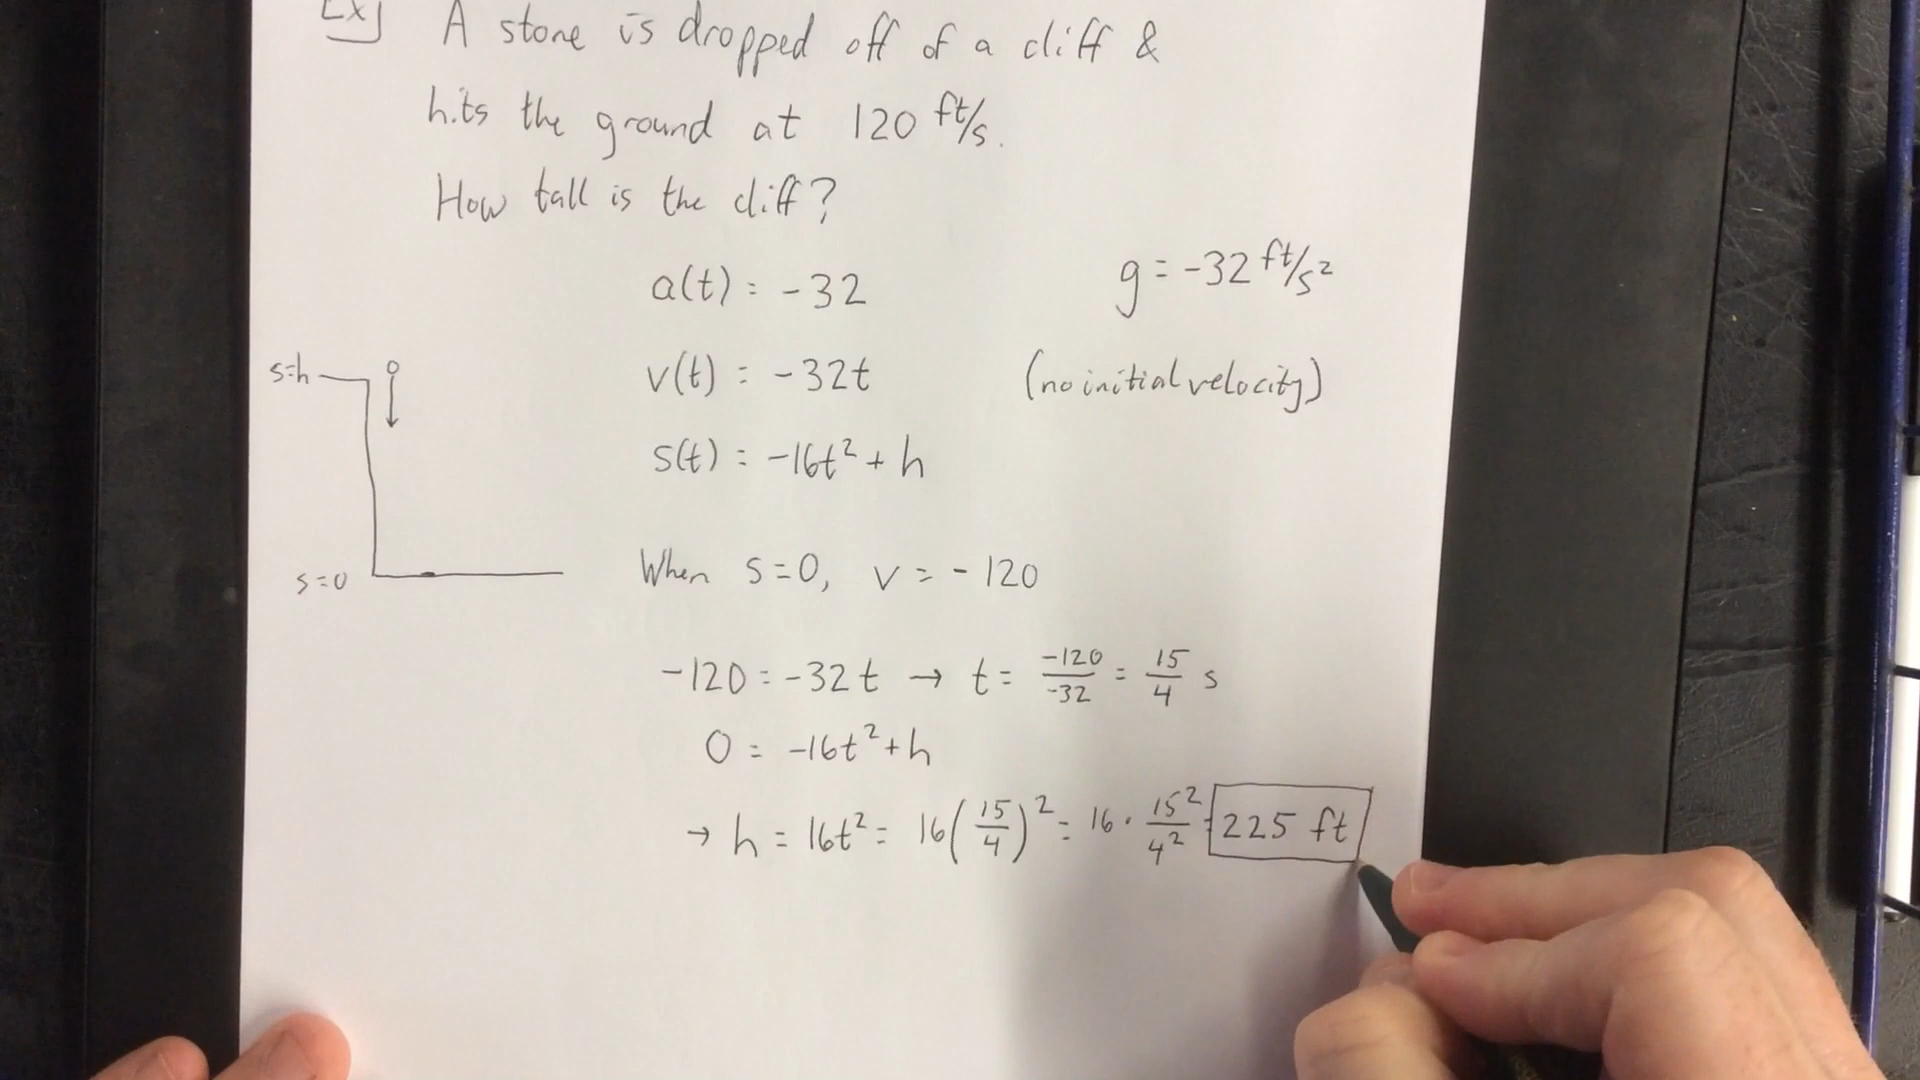 Ex] A stone is dropped off of a cliff &
hits the ground at 120 ft/s.
How tall is the cliff?
a(t) = -32 g = -32 ft/s²
s=h v(t) = -32t (no initial velocity)
s(t) = -16t² + h
s=0 When s=0, v = -120
-120 = -32t → t = -120/-32 = 15/4 s
0 = -16t² + h
→ h = 16t² = 16(15/4)² = 16 · 15²/4² = 225 ft